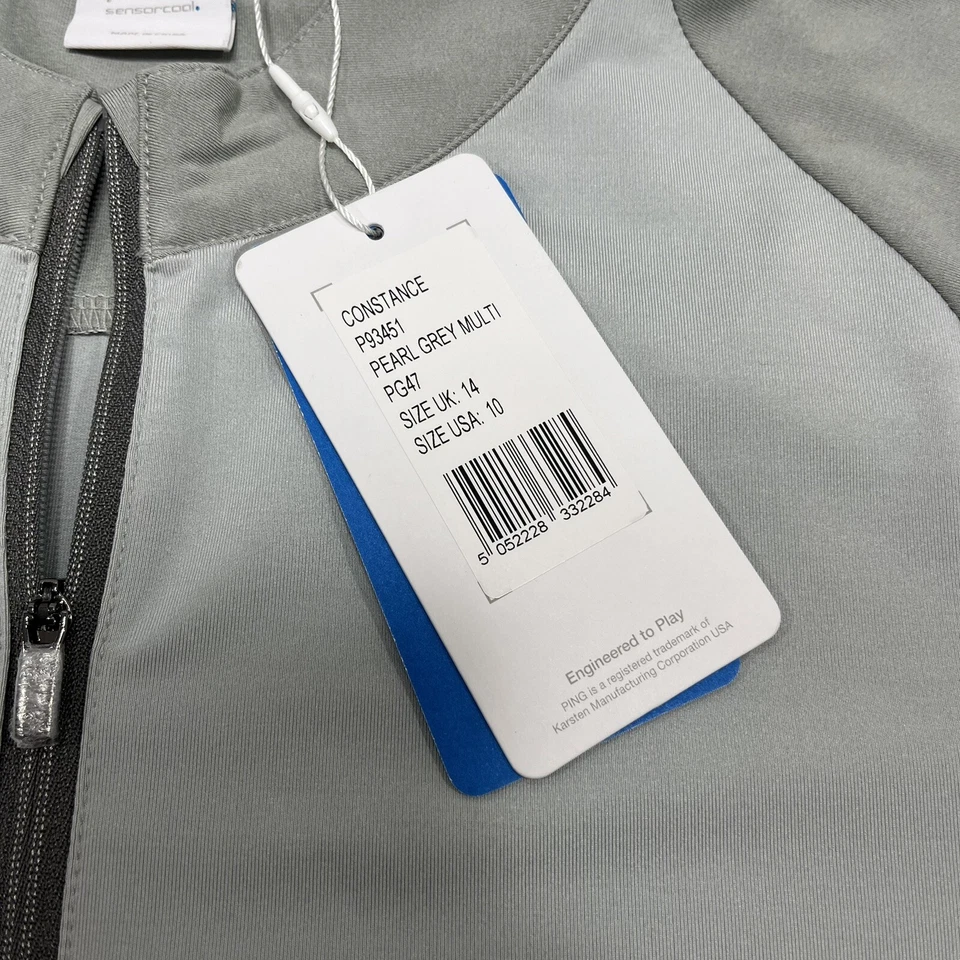 sensorcool.
CONSTANCE
P93451
PEARL GREY MULTI
PG47
SIZE UK: 14
SIZE USA: 10
5 052228 332284
Engineered to Play
PING is a registered trademark of
Karsten Manufacturing Corporation USA